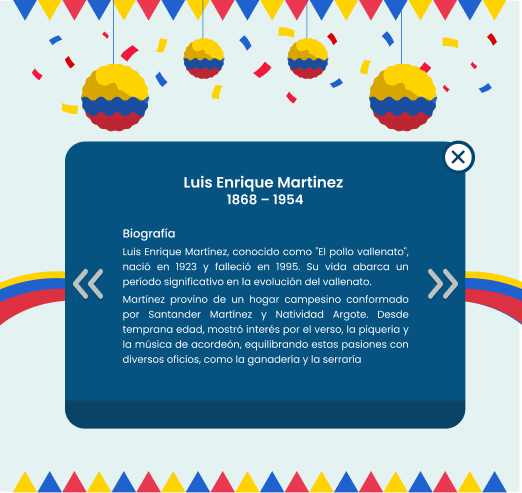 Luis Enrique Martinez
1868 – 1954
Biografía
Luis Enrique Martínez, conocido como "El pollo vallenato",
nació en 1923 y falleció en 1995. Su vida abarca un
período significativo en la evolución del vallenato.
Martínez provino de un hogar campesino conformado
por Santander Martínez y Natividad Argote. Desde
temprana edad, mostró interés por el verso, la piqueria y
la música de acordeón, equilibrando estas pasiones con
diversos oficios, como la ganadería y la serraría